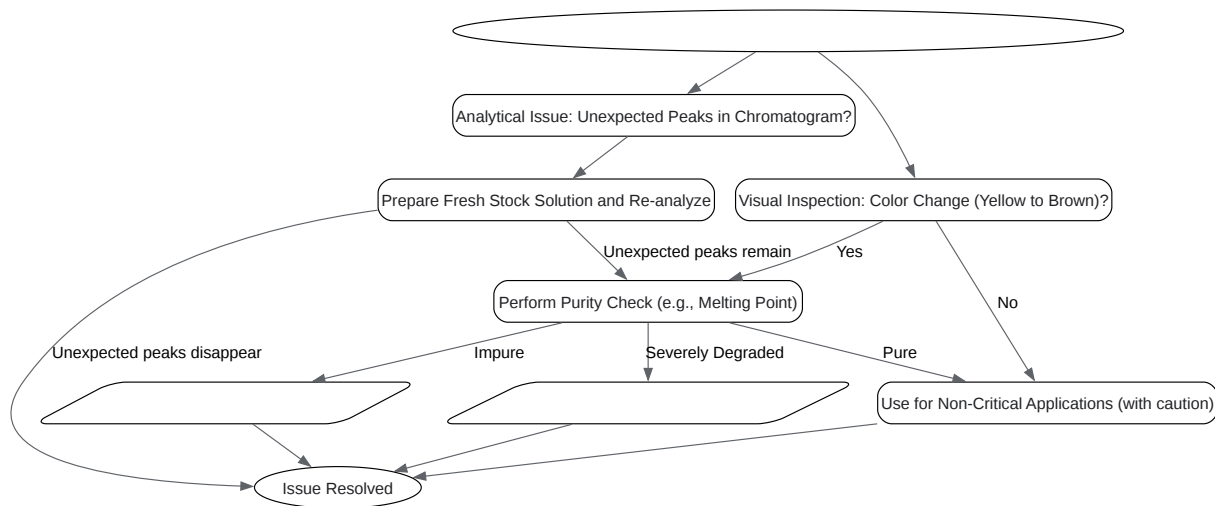 Analytical Issue: Unexpected Peaks in Chromatogram?
Prepare Fresh Stock Solution and Re-analyze
Visual Inspection: Color Change (Yellow to Brown)?
Unexpected peaks remain
Yes
Perform Purity Check (e.g., Melting Point)
No
Unexpected peaks disappear
Impure
Severely Degraded
Pure
Use for Non-Critical Applications (with caution)
Issue Resolved